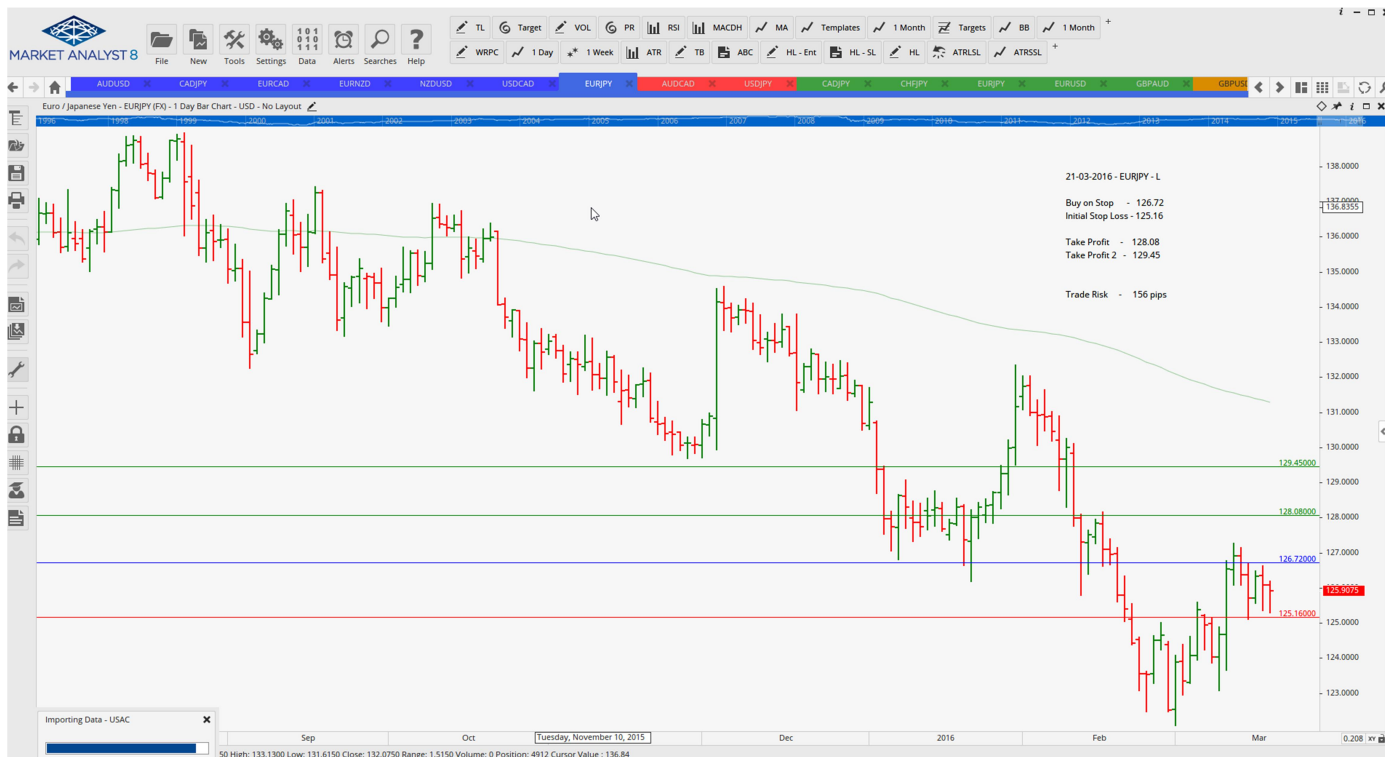 MARKET ANALYST 8
File New Tools Settings Data Alerts Searches Help
TL Target VOL PR RSI MACDH MA Templates 1 Month Targets BB 1 Month
WRPC 1 Day 1 Week ATR TB ABC HL - Ent HL - SL HL ATRLSL ATRSSL
AUDUSD CADJPY EURCAD EURNZD NZDUSD USDCAD EURJPY AUDCAD USDJPY CADJPY CHFJPY EURJPY EURUSD GBPAUD GBPUSD
Euro / Japanese Yen - EURJPY (FX) - 1 Day Bar Chart - USD - No Layout
1996 1998 1999 2000 2001 2002 2003 2004 2005 2006 2007 2008 2009 2010 2011 2012 2013 2014 2015 2016
138.0000
21-03-2016 - EURJPY - L
137.0000
Buy on Stop - 126.72
136.8355
Initial Stop Loss - 125.16
136.0000
Take Profit - 128.08
Take Profit 2 - 129.45
135.0000
Trade Risk - 156 pips
134.0000
133.0000
132.0000
131.0000
130.0000
129.45000
129.0000
128.08000
128.0000
127.0000
126.72000
125.9075
125.16000
125.0000
124.0000
123.0000
Importing Data - USAC
Sep Oct Tuesday, November 10, 2015 Dec 2016 Feb Mar 0.208 XY
50 High: 133.1300 Low: 131.6150 Close: 132.0750 Range: 1.5150 Volume: 0 Position: 4912 Cursor Value : 136.84